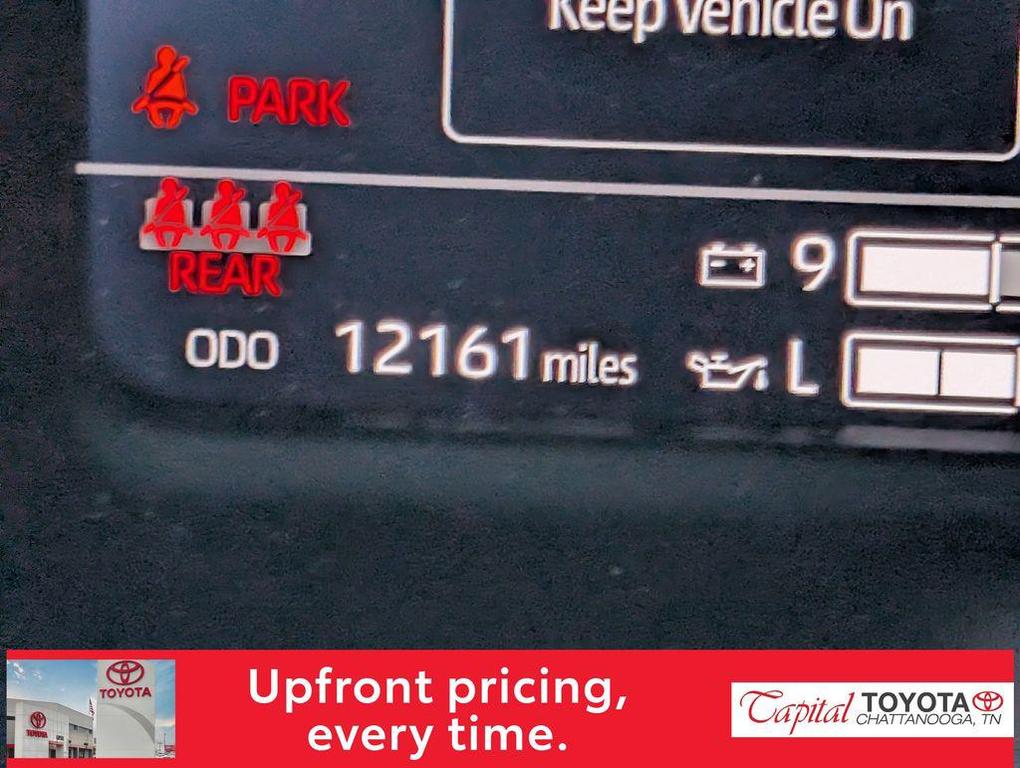 Keep Vehicle On
PARK
REAR
9
ODO 12161 miles
L
TOYOTA
TOYOTA
Upfront pricing,
every time.
Capital TOYOTA
CHATTANOOGA, TN